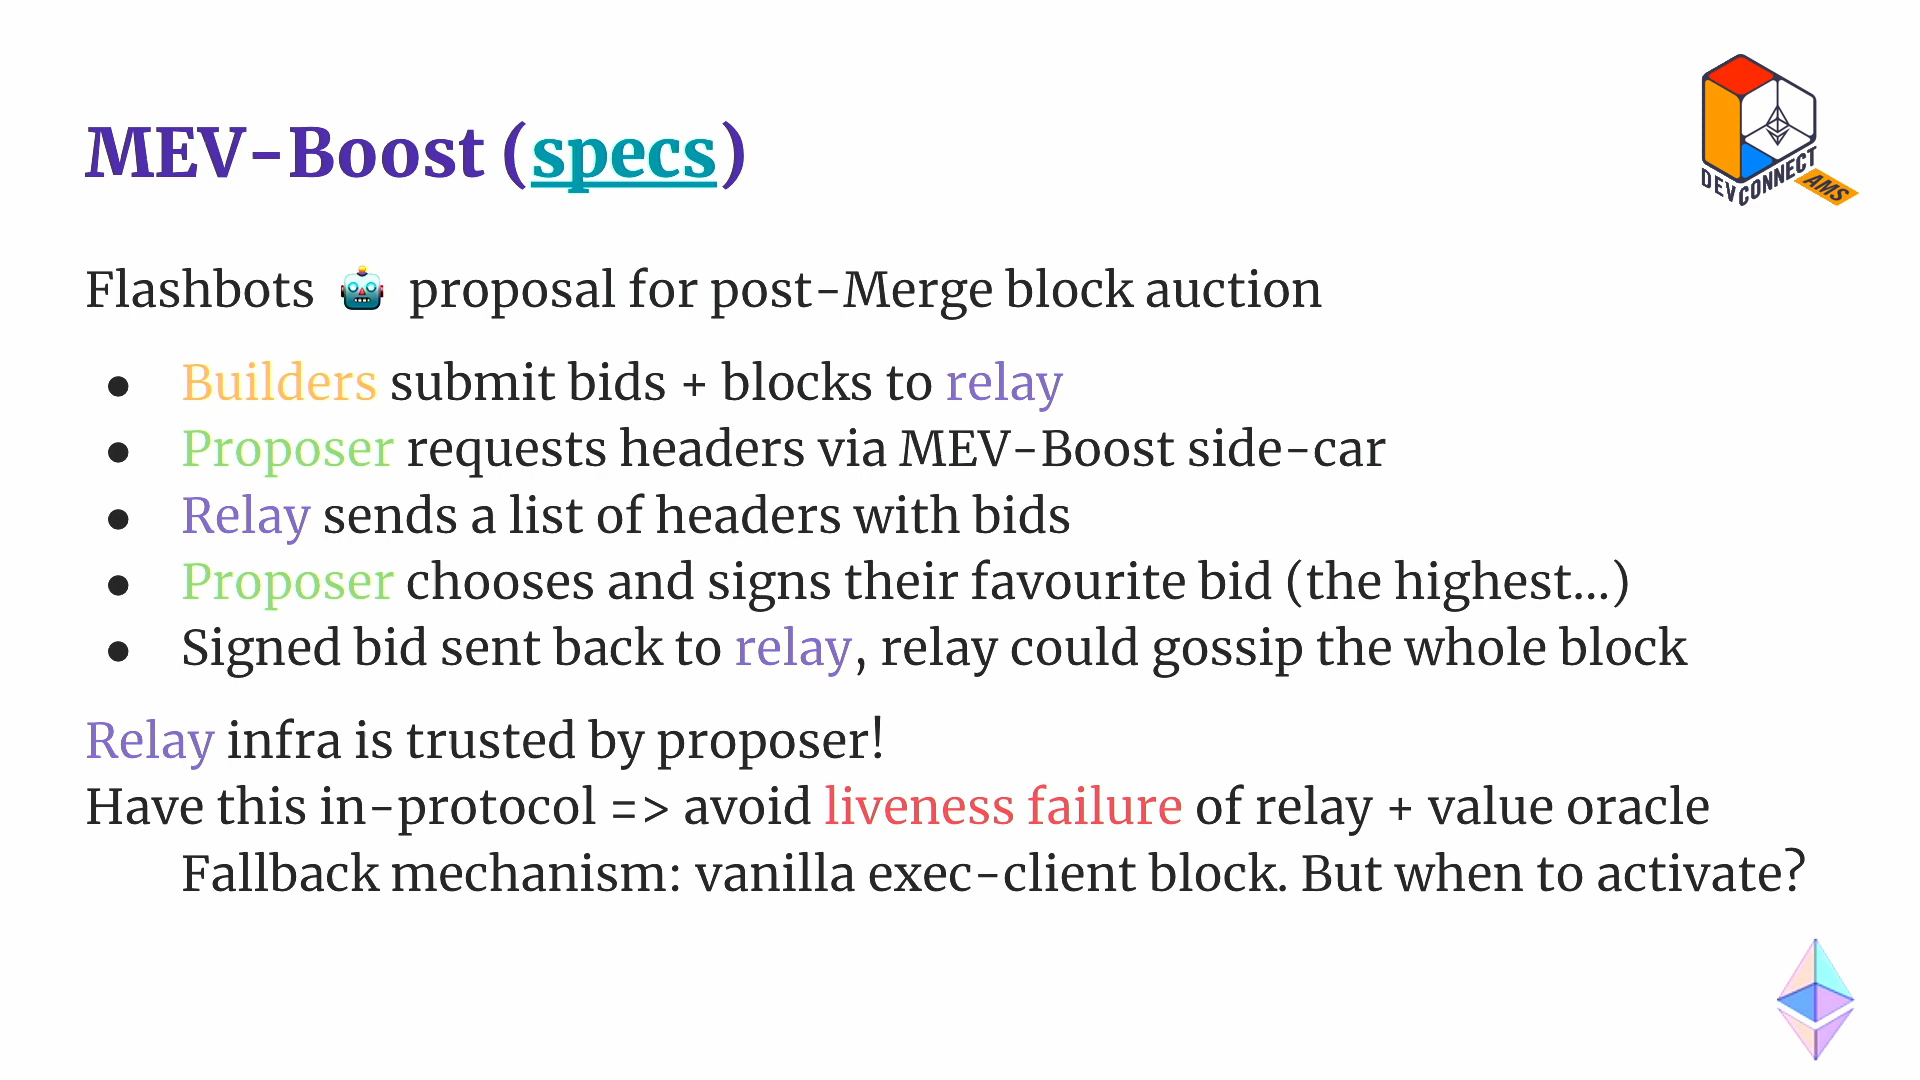 MEV-Boost (specs)
DEVCONNECT
AMS
Flashbots 🤖 proposal for post-Merge block auction
● Builders submit bids + blocks to relay
● Proposer requests headers via MEV-Boost side-car
● Relay sends a list of headers with bids
● Proposer chooses and signs their favourite bid (the highest...)
● Signed bid sent back to relay, relay could gossip the whole block
Relay infra is trusted by proposer!
Have this in-protocol => avoid liveness failure of relay + value oracle
Fallback mechanism: vanilla exec-client block. But when to activate?